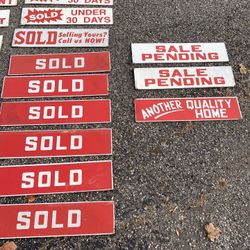 30 DAYS
SOLD UNDER
30 DAYS
SOLD Selling Yours?
Call us NOW!
SOLD
SOLD
SOLD
SOLD
SOLD
SOLD
SALE
PENDING
SALE
PENDING
ANOTHER QUALITY
HOME